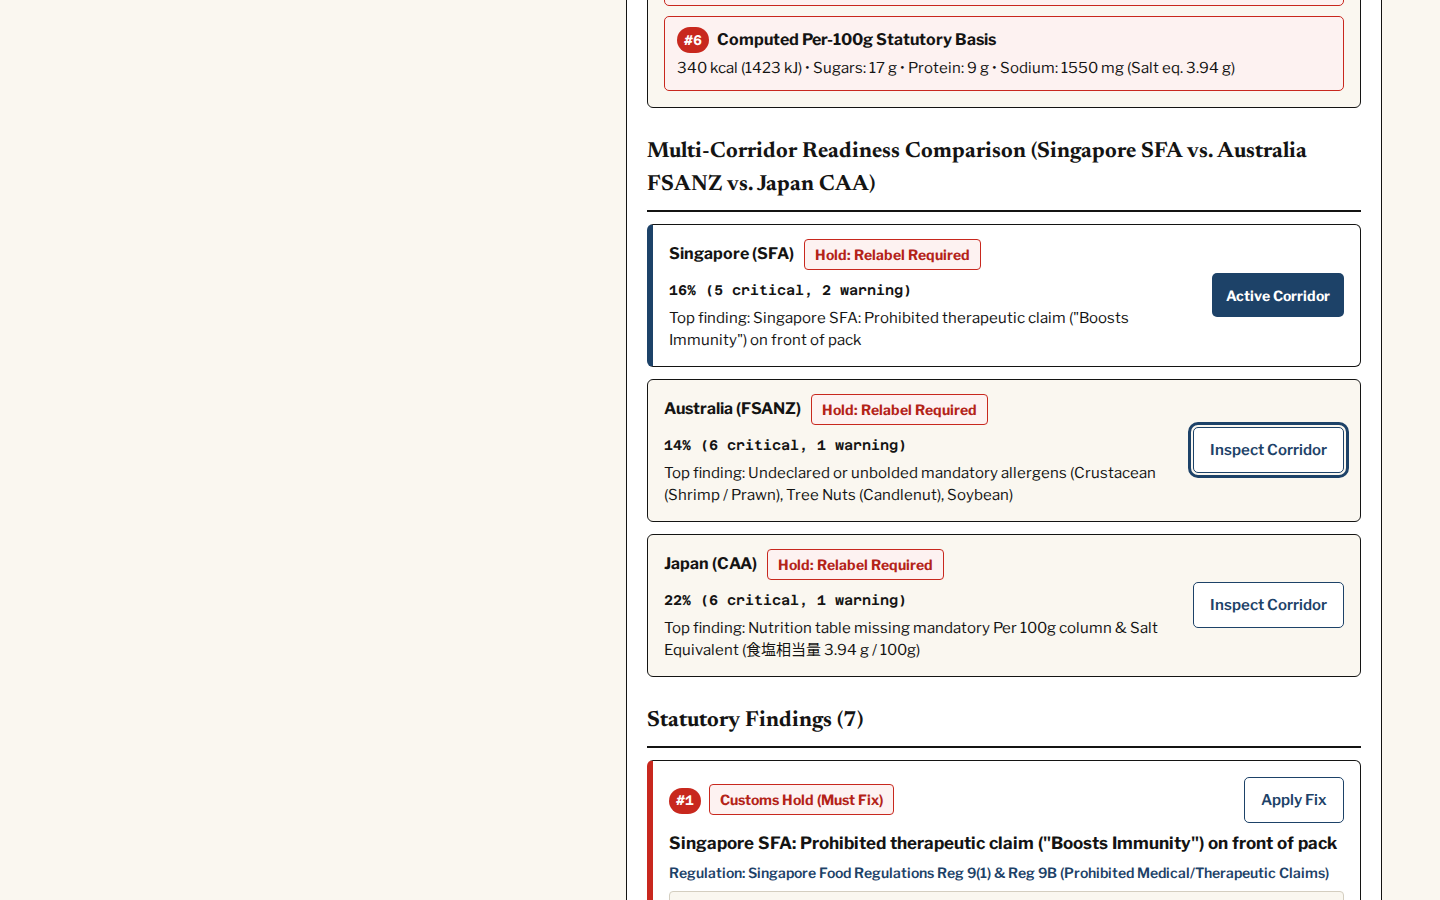 #6 Computed Per-100g Statutory Basis
340 kcal (1423 kJ) • Sugars: 17 g • Protein: 9 g • Sodium: 1550 mg (Salt eq. 3.94 g)
Multi-Corridor Readiness Comparison (Singapore SFA vs. Australia
FSANZ vs. Japan CAA)
Singapore (SFA) Hold: Relabel Required
16% (5 critical, 2 warning)
Active Corridor
Top finding: Singapore SFA: Prohibited therapeutic claim ("Boosts
Immunity") on front of pack
Australia (FSANZ) Hold: Relabel Required
14% (6 critical, 1 warning)
Inspect Corridor
Top finding: Undeclared or unbolded mandatory allergens (Crustacean
(Shrimp / Prawn), Tree Nuts (Candlenut), Soybean)
Japan (CAA) Hold: Relabel Required
22% (6 critical, 1 warning)
Inspect Corridor
Top finding: Nutrition table missing mandatory Per 100g column & Salt
Equivalent (食塩相当量 3.94 g / 100g)
Statutory Findings (7)
#1 Customs Hold (Must Fix) Apply Fix
Singapore SFA: Prohibited therapeutic claim ("Boosts Immunity") on front of pack
Regulation: Singapore Food Regulations Reg 9(1) & Reg 9B (Prohibited Medical/Therapeutic Claims)